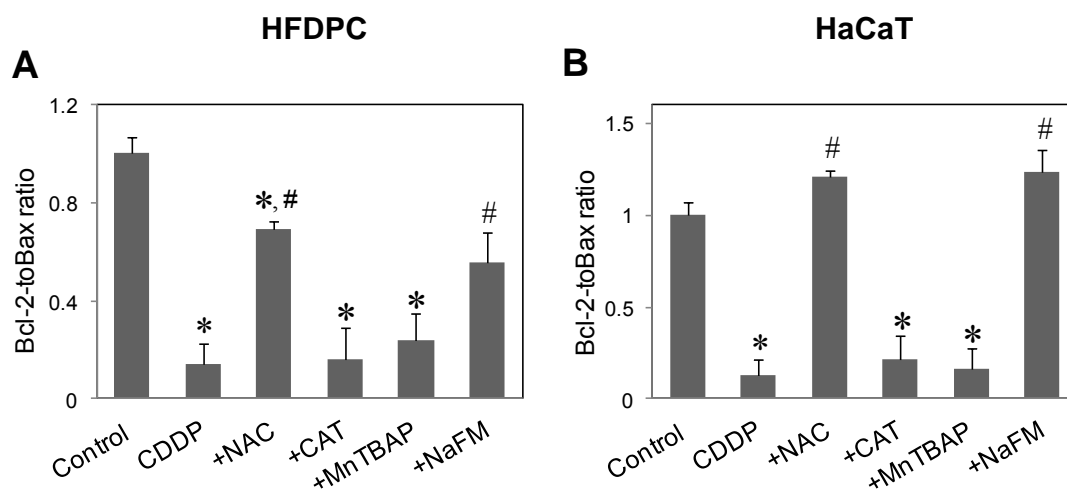 HFDPC
HaCaT
A
B
Bcl-2-toBax ratio
1.2
0.8
0.4
0
*
*, #
*
*
#
Control
CDDP
+NAC
+CAT
+MnTBAP
+NaFM
Bcl-2-toBax ratio
1.5
1
0.5
0
*
#
*
*
#
Control
CDDP
+NAC
+CAT
+MnTBAP
+NaFM